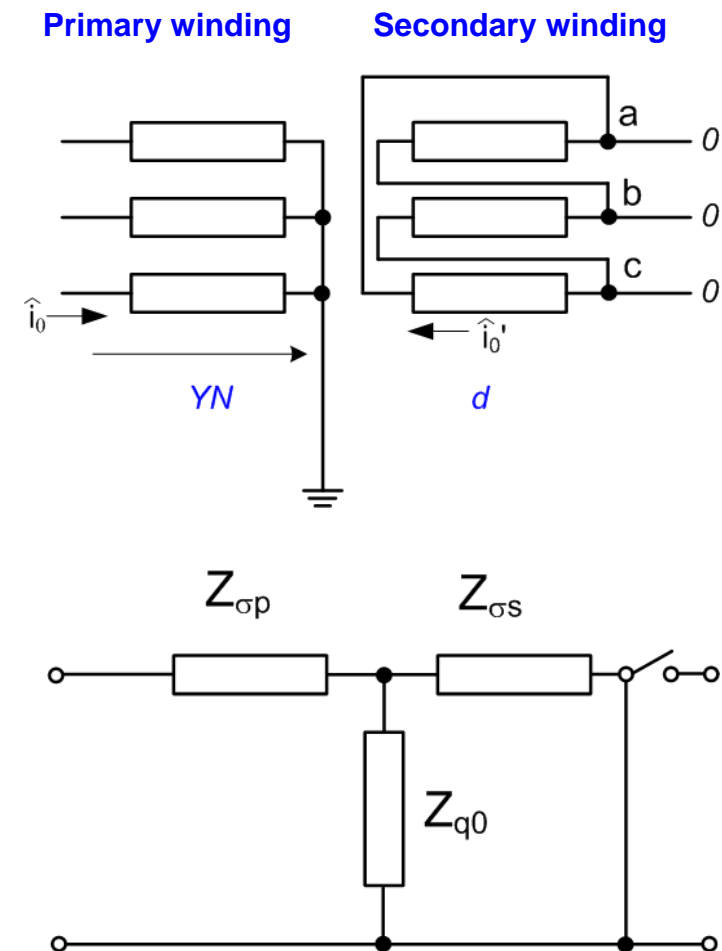 Primary winding Secondary winding
a 0
b 0
c 0
î₀ î₀'
YN d
Zσp Zσs
Zq0